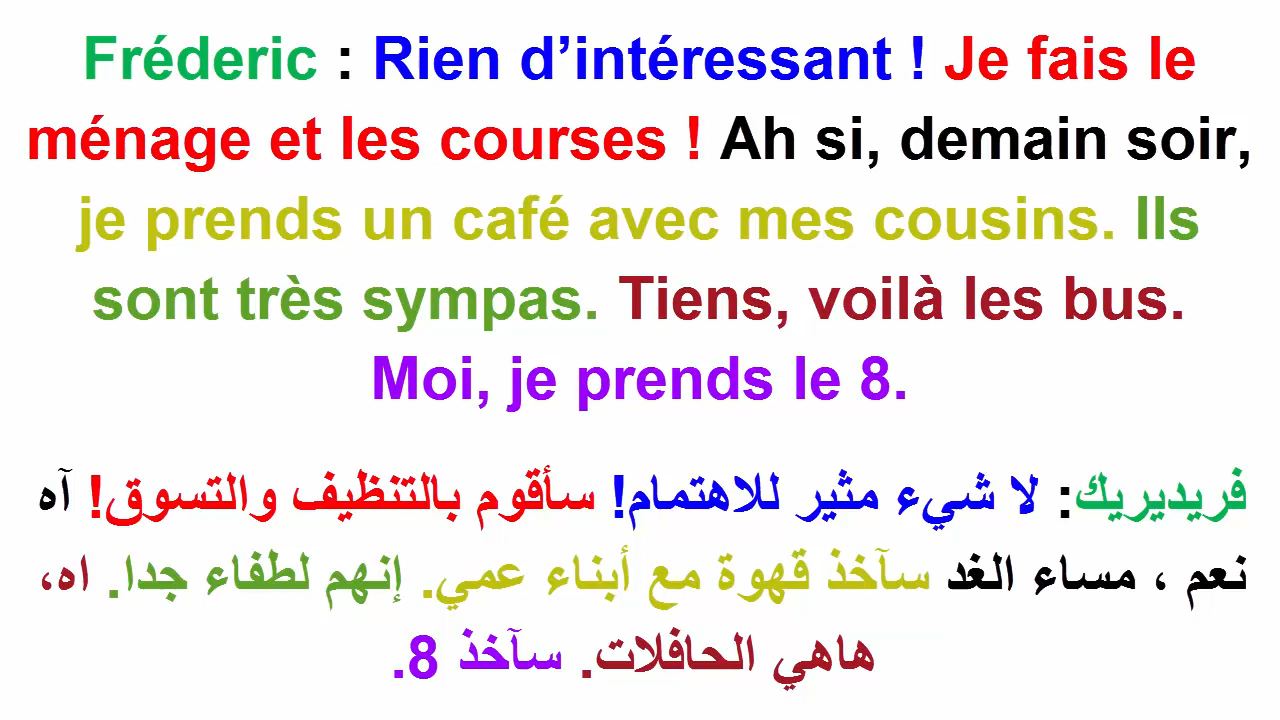 Fréderic : Rien d’intéressant ! Je fais le
ménage et les courses ! Ah si, demain soir,
je prends un café avec mes cousins. Ils
sont très sympas. Tiens, voilà les bus.
Moi, je prends le 8.
فريديريك: لا شيء مثير للاهتمام! سأقوم بالتنظيف والتسوق! آه
نعم ، مساء الغد سآخذ قهوة مع أبناء عمي. إنهم لطفاء جدا. اه،
هاهي الحافلات. سآخذ 8.